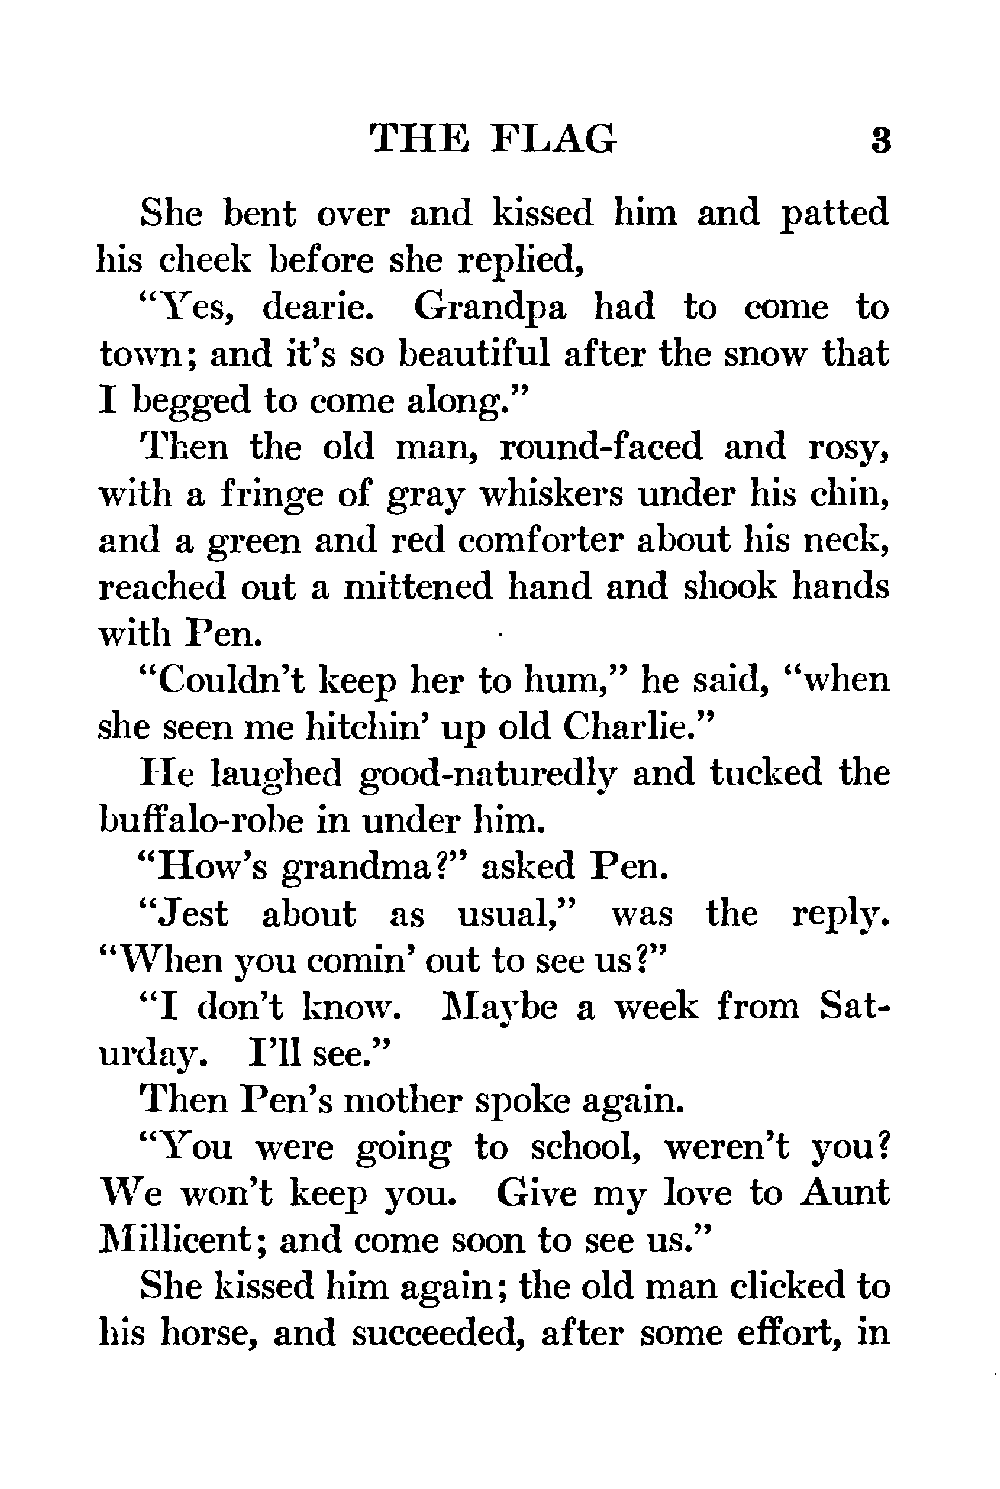 THE FLAG 3
She bent over and kissed him and patted
his cheek before she replied,
“Yes, dearie. Grandpa had to come to
town; and it’s so beautiful after the snow that
I begged to come along.”
Then the old man, round-faced and rosy,
with a fringe of gray whiskers under his chin,
and a green and red comforter about his neck,
reached out a mittened hand and shook hands
with Pen.
“Couldn’t keep her to hum,” he said, “when
she seen me hitchin’ up old Charlie.”
He laughed good-naturedly and tucked the
buffalo-robe in under him.
“How’s grandma?” asked Pen.
“Jest about as usual,” was the reply.
“When you comin’ out to see us?”
“I don’t know. Maybe a week from Sat-
urday. I’ll see.”
Then Pen’s mother spoke again.
“You were going to school, weren’t you?
We won’t keep you. Give my love to Aunt
Millicent; and come soon to see us.”
She kissed him again; the old man clicked to
his horse, and succeeded, after some effort, in